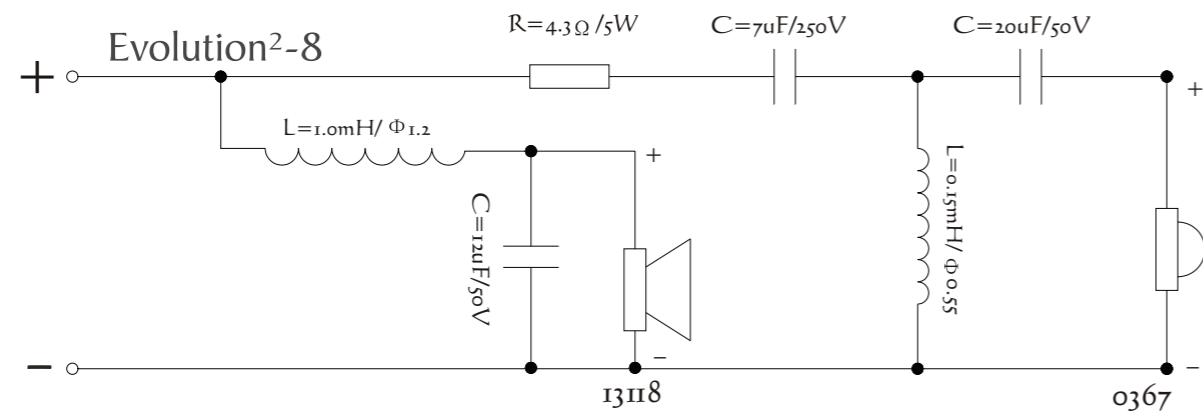 Evolution²-8
R=4.3Ω/5W
C=7uF/250V
C=20uF/50V
+
+
L=1.0mH/Φ1.2
+
L=0.15mH/Φ0.55
C=12uF/50V
−
−
−
13118
0367